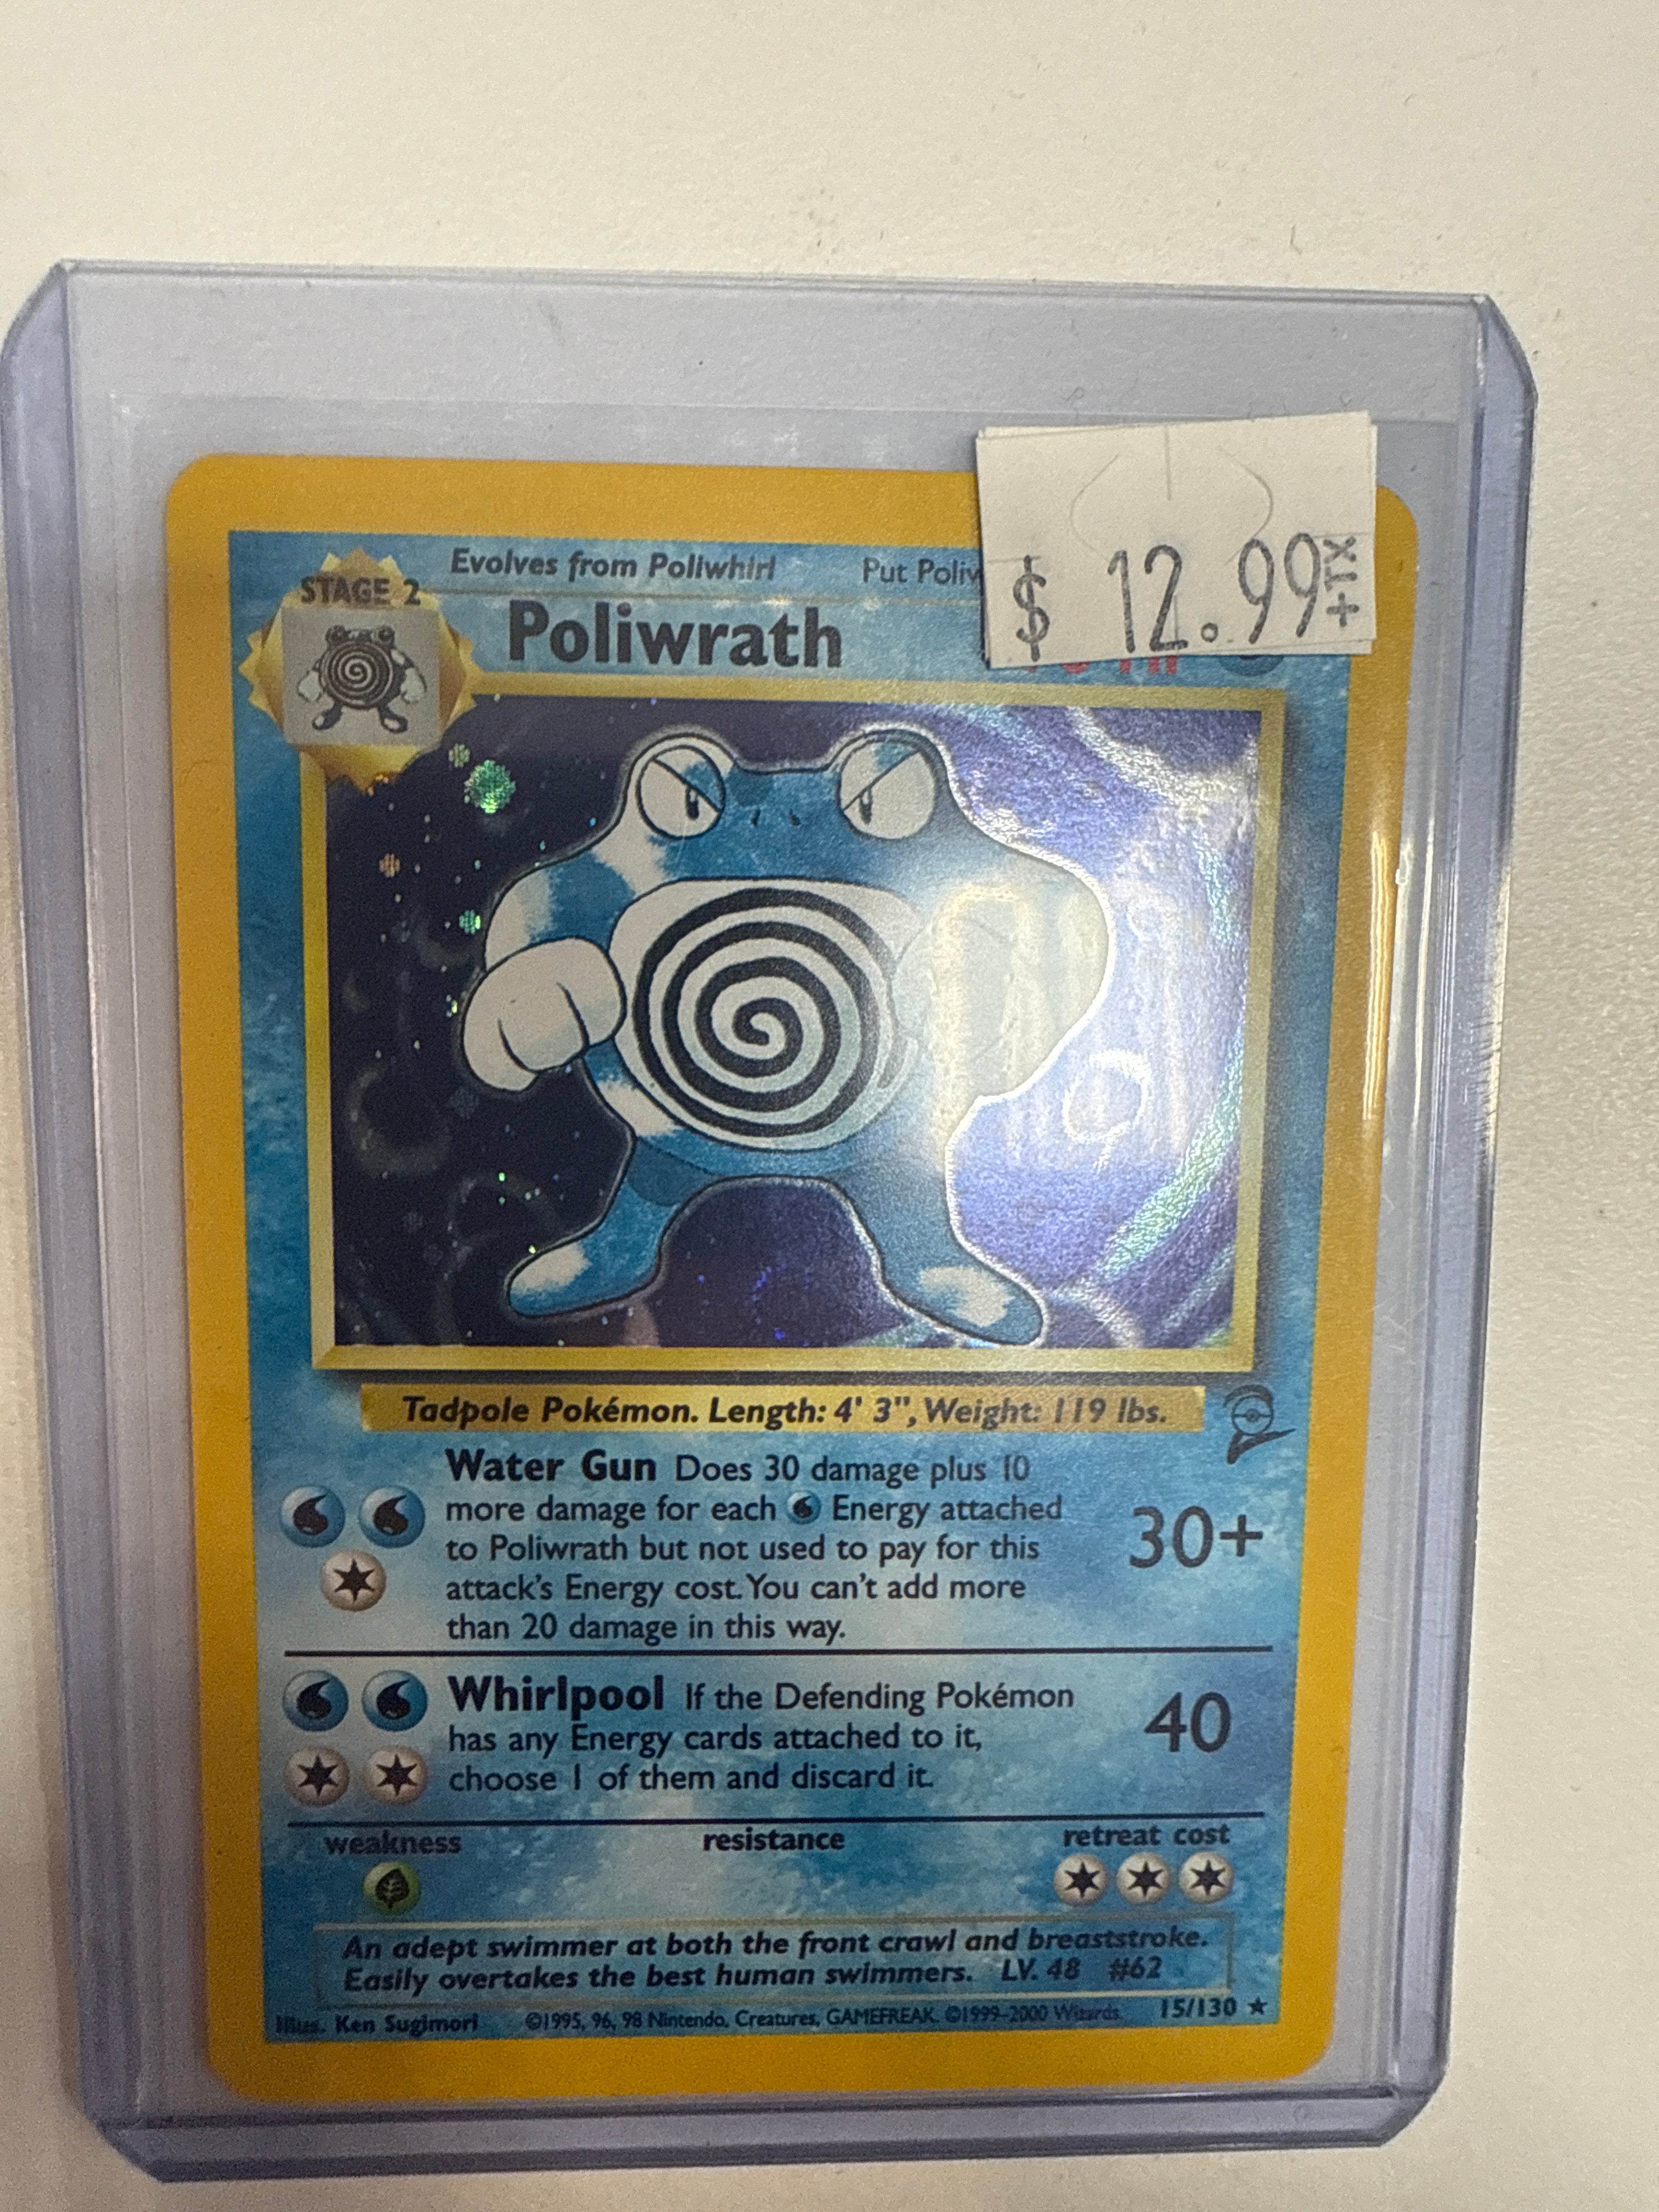 $ 12.99 +TX
Evolves from Poliwhirl Put Poliw
STAGE 2
Poliwrath
Tadpole Pokémon. Length: 4' 3", Weight: 119 lbs.
Water Gun Does 30 damage plus 10
more damage for each Energy attached
to Poliwrath but not used to pay for this
attack's Energy cost. You can't add more
than 20 damage in this way.
30+
Whirlpool If the Defending Pokémon
has any Energy cards attached to it,
choose 1 of them and discard it.
40
weakness resistance retreat cost
An adept swimmer at both the front crawl and breaststroke.
Easily overtakes the best human swimmers. LV. 48 #62
Illus. Ken Sugimori ©1995, 96, 98 Nintendo, Creatures, GAMEFREAK. ©1999-2000 Wizards. 15/130 ★